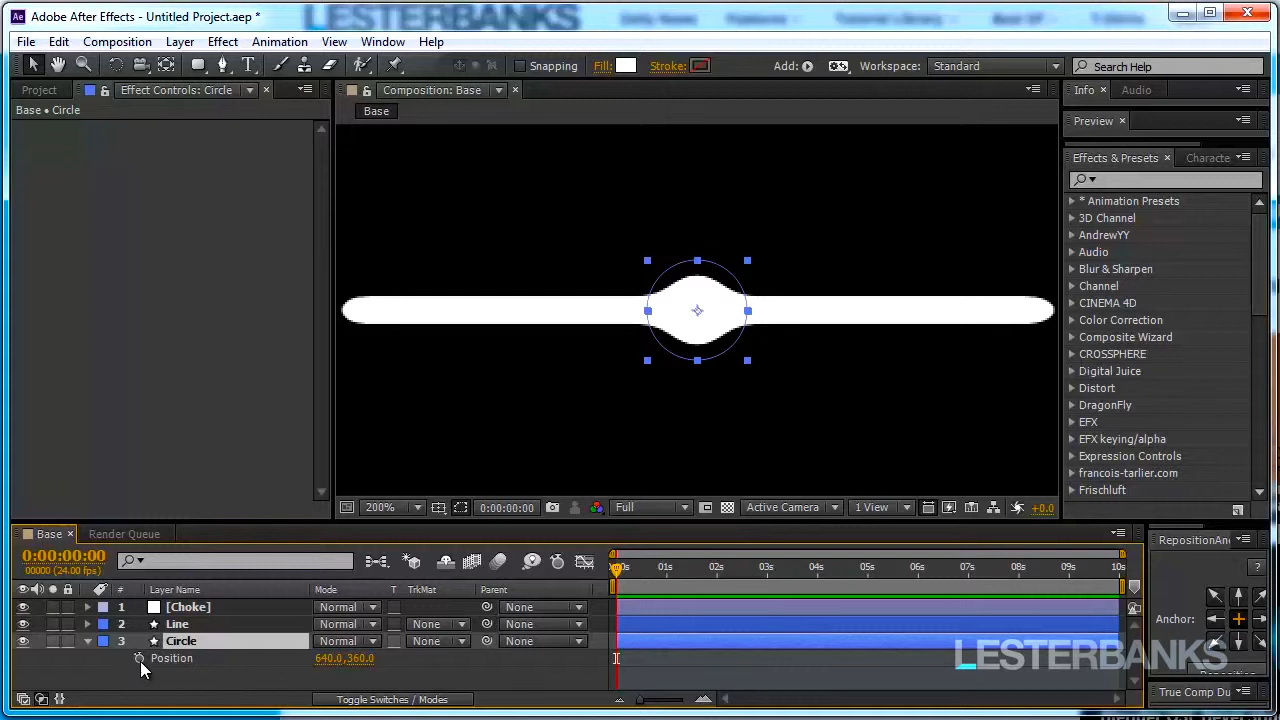 Adobe After Effects - Untitled Project.aep *
LESTERBANKS
File Edit Composition Layer Effect Animation View Window Help
Snapping Fill: Stroke: Add: Workspace: Standard Search Help
Project Effect Controls: Circle Composition: Base Info Audio
Base • Circle
Base
Preview
Effects & Presets Characte
* Animation Presets
3D Channel
AndrewYY
Audio
Blur & Sharpen
Channel
CINEMA 4D
Color Correction
Composite Wizard
CROSSPHERE
Digital Juice
Distort
DragonFly
EFX
EFX keying/alpha
Expression Controls
francois-tarlier.com
Frischluft
200% 0:00:00:00 Full Active Camera 1 View +0.0
Base Render Queue
RepositionAnc
0:00:00:00
00000 (24.00 fps)
00s 01s 02s 03s 04s 05s 06s 07s 08s 09s 10s
?
# Layer Name Mode T TrkMat Parent
1 [Choke] Normal None
2 Line Normal None None
3 Circle Normal None None
Anchor:
Position 640.0,360.0
LESTERBANKS
True Comp Du
Toggle Switches / Modes